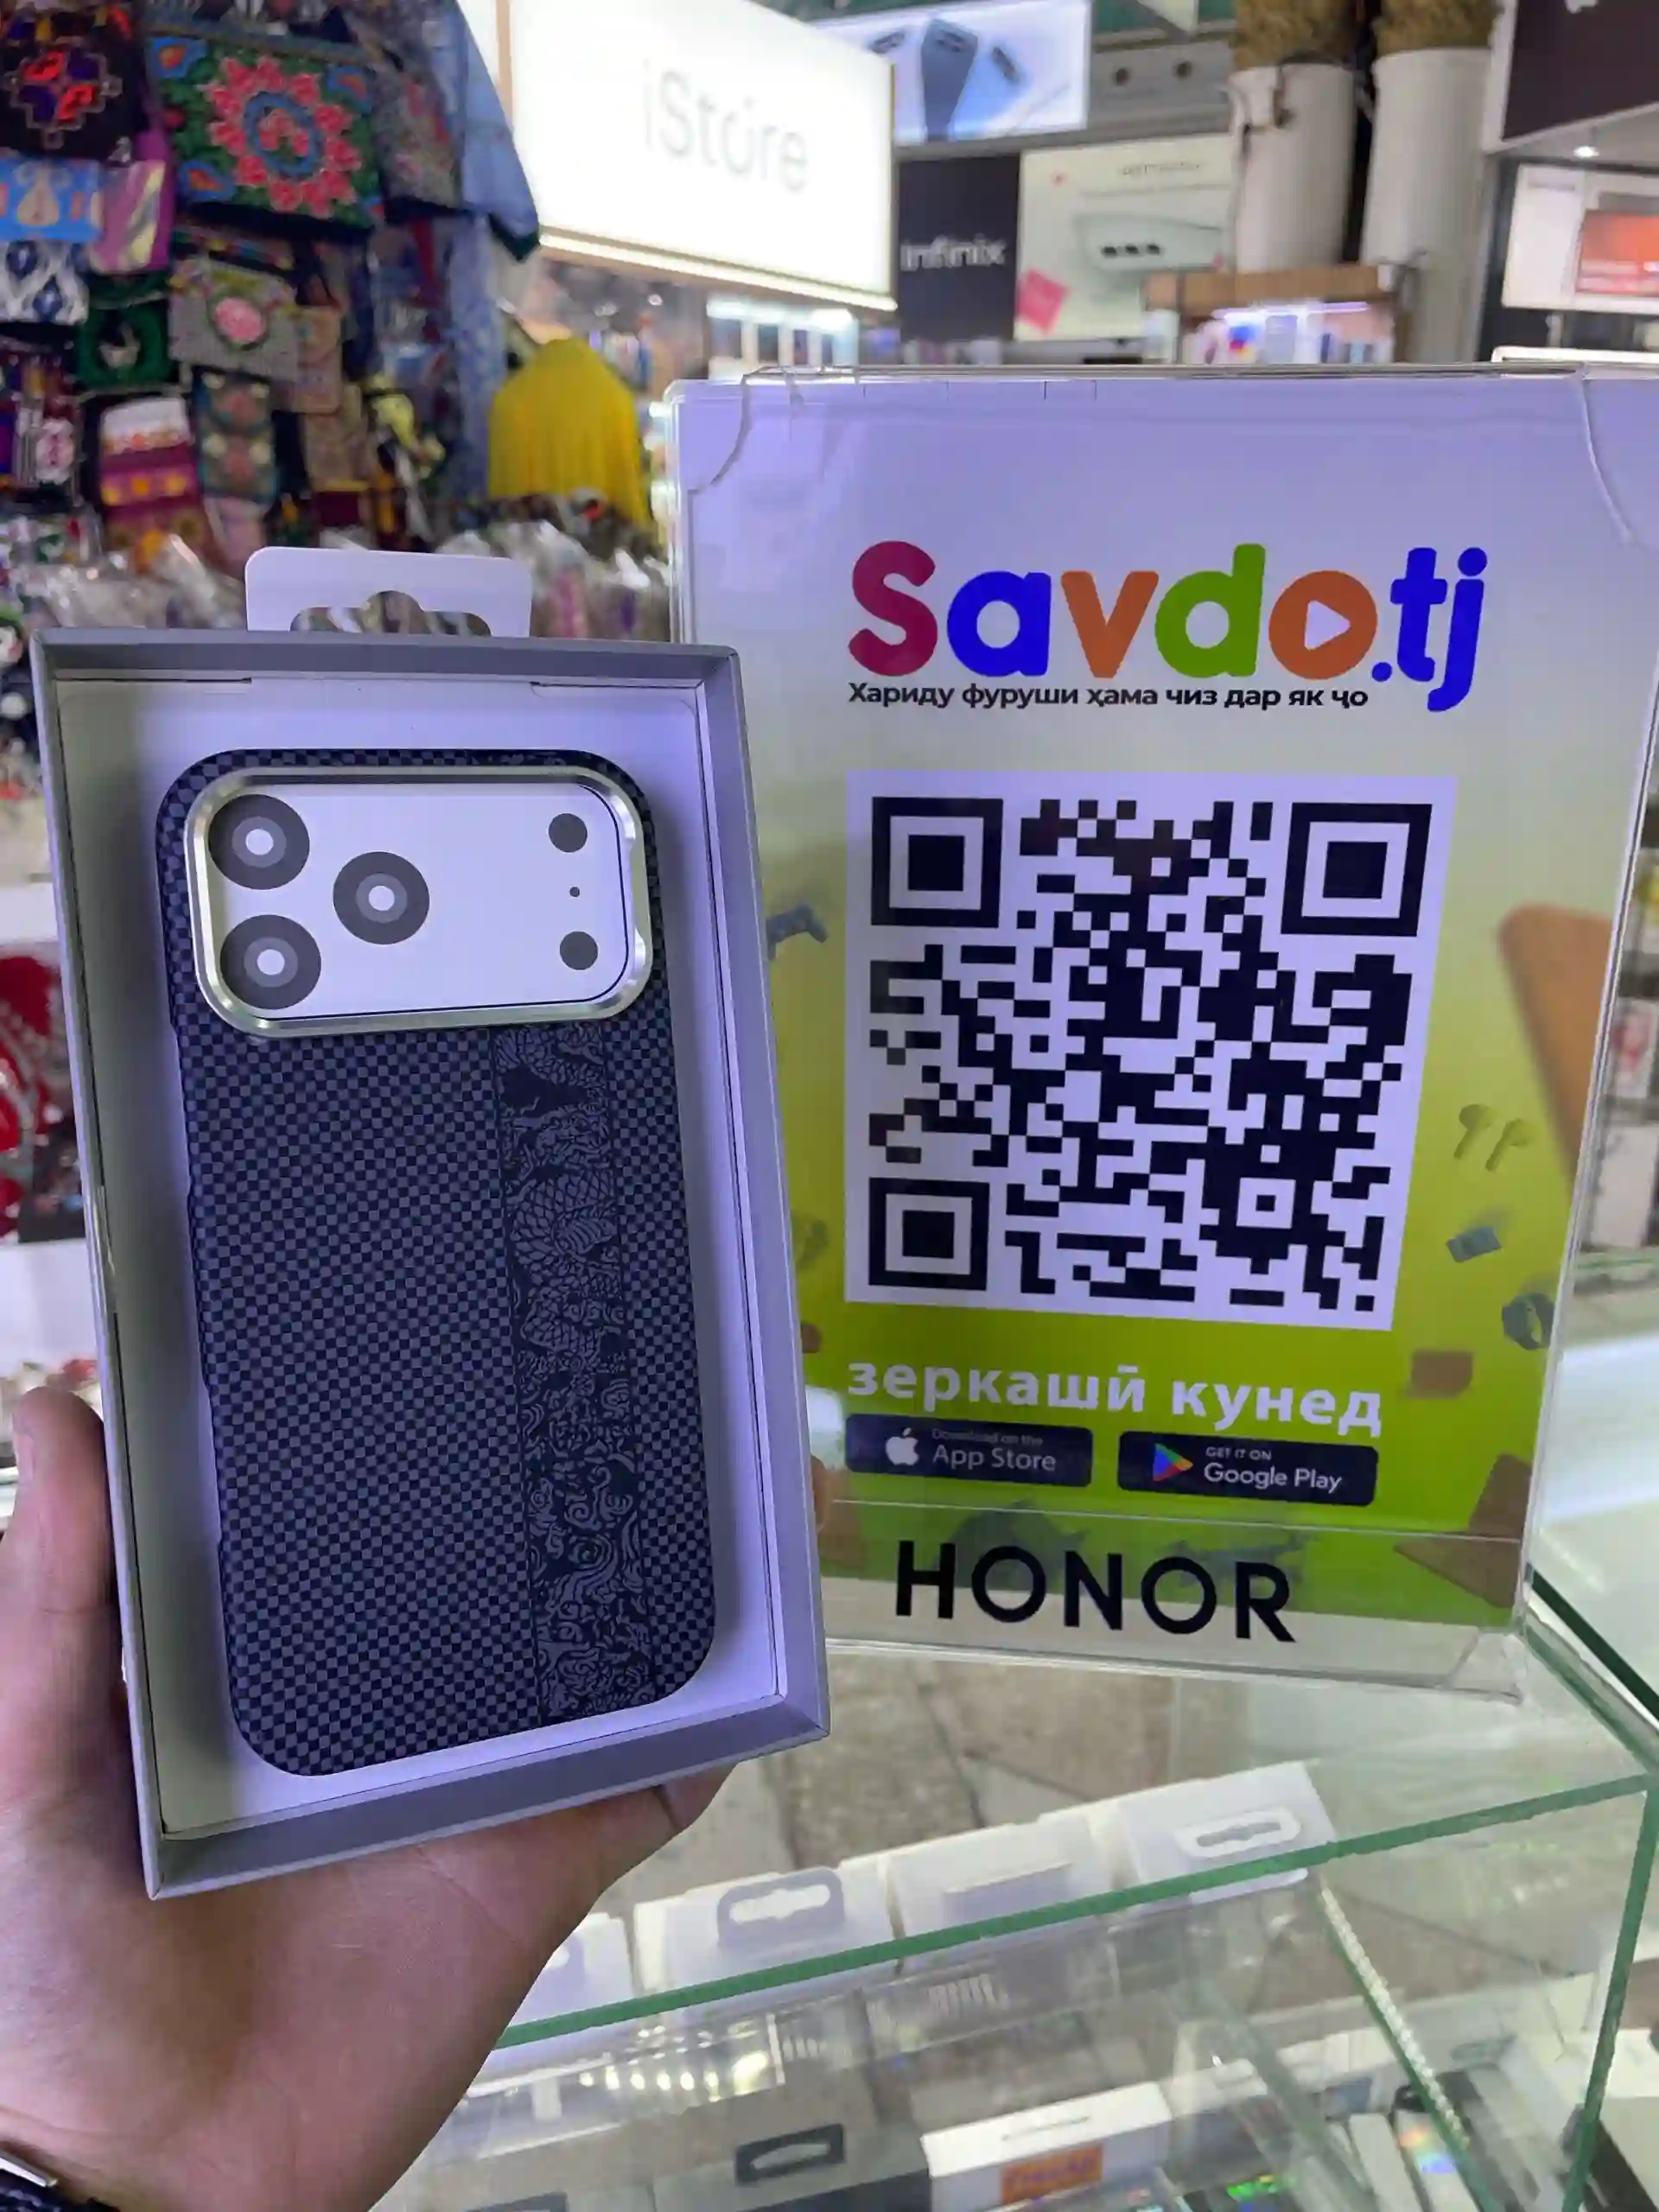 iStore
Infinix
Savdo.tj
Хариду фуруши ҳама чиз дар як ҷо
зеркашӣ кунед
Download on the
App Store
GET IT ON
Google Play
HONOR